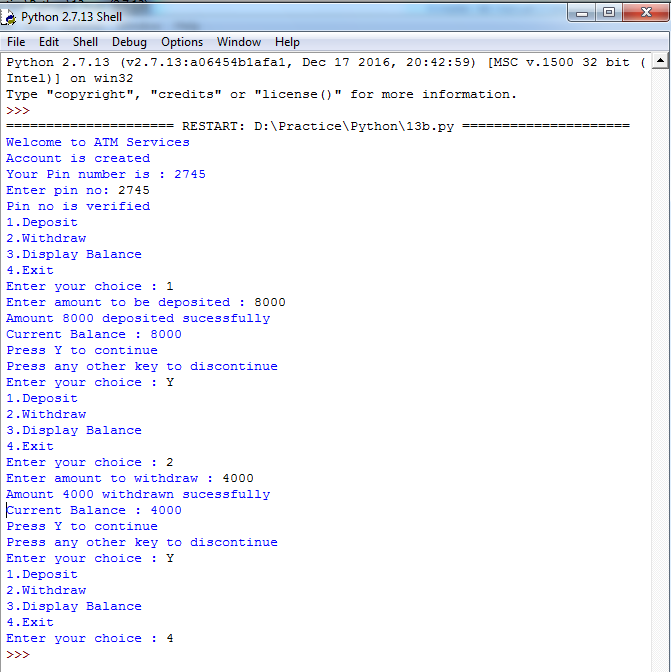 Python 2.7.13 Shell
File Edit Shell Debug Options Window Help
Python 2.7.13 (v2.7.13:a06454b1afa1, Dec 17 2016, 20:42:59) [MSC v.1500 32 bit (
Intel)] on win32
Type "copyright", "credits" or "license()" for more information.
>>>
===================== RESTART: D:\Practice\Python\13b.py =====================
Welcome to ATM Services
Account is created
Your Pin number is : 2745
Enter pin no: 2745
Pin no is verified
1.Deposit
2.Withdraw
3.Display Balance
4.Exit
Enter your choice : 1
Enter amount to be deposited : 8000
Amount 8000 deposited sucessfully
Current Balance : 8000
Press Y to continue
Press any other key to discontinue
Enter your choice : Y
1.Deposit
2.Withdraw
3.Display Balance
4.Exit
Enter your choice : 2
Enter amount to withdraw : 4000
Amount 4000 withdrawn sucessfully
Current Balance : 4000
Press Y to continue
Press any other key to discontinue
Enter your choice : Y
1.Deposit
2.Withdraw
3.Display Balance
4.Exit
Enter your choice : 4
>>>